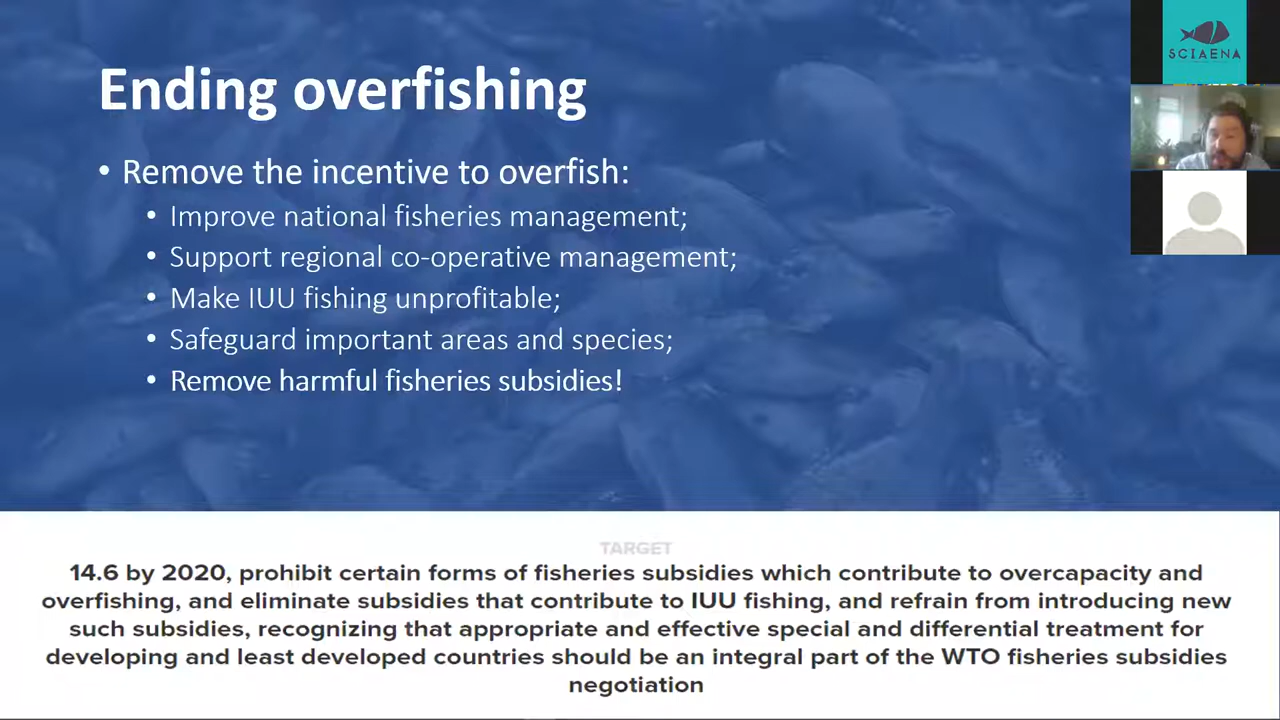 Ending overfishing
• Remove the incentive to overfish:
• Improve national fisheries management;
• Support regional co-operative management;
• Make IUU fishing unprofitable;
• Safeguard important areas and species;
• Remove harmful fisheries subsidies!
SCIAENA
TARGET
14.6 by 2020, prohibit certain forms of fisheries subsidies which contribute to overcapacity and
overfishing, and eliminate subsidies that contribute to IUU fishing, and refrain from introducing new
such subsidies, recognizing that appropriate and effective special and differential treatment for
developing and least developed countries should be an integral part of the WTO fisheries subsidies
negotiation